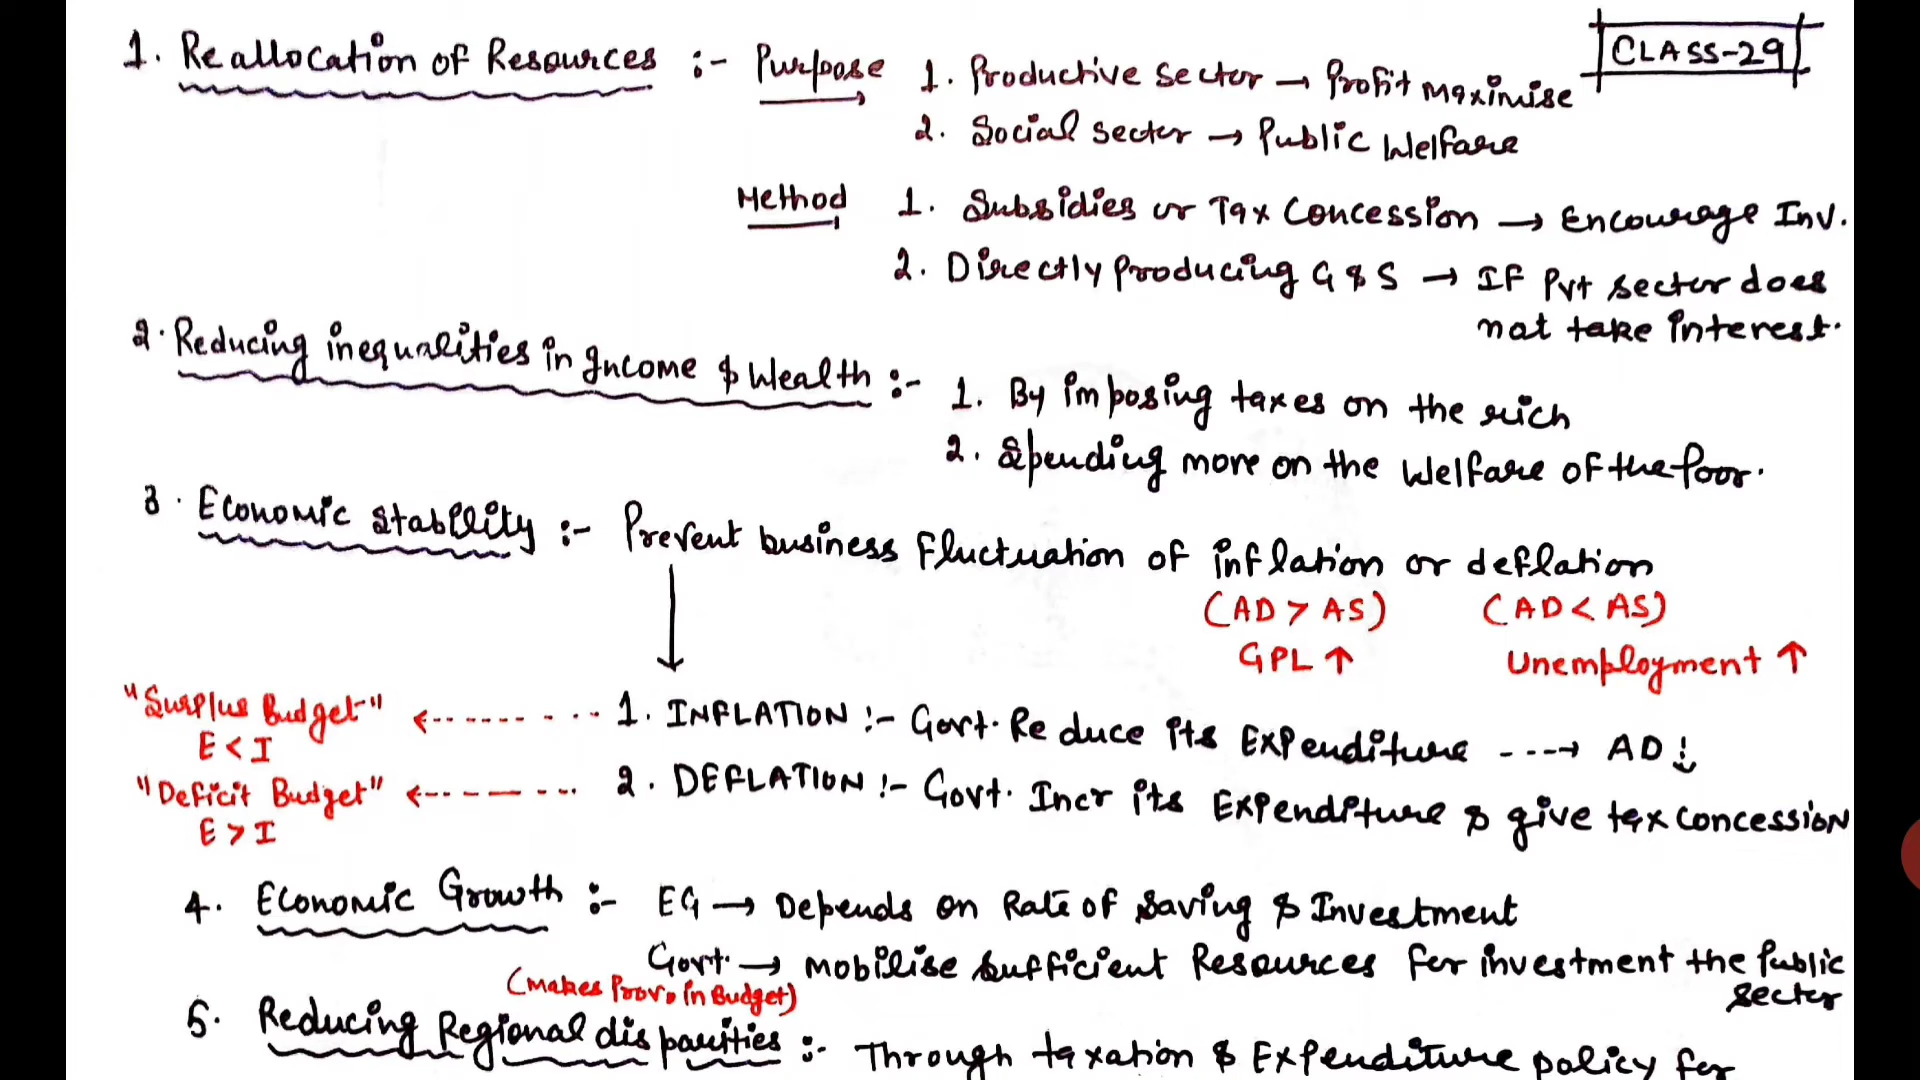 CLASS-29
1. Reallocation of Resources :- Purpose 1. Productive Sector → Profit Maximise
2. Social Sector → Public Welfare
Method 1. Subsidies or Tax Concession → Encourage Inv.
2. Directly Producing G & S → If Pvt sector does
not take interest.
2. Reducing inequalities in Income & Wealth :- 1. By imposing taxes on the rich
2. Spending more on the Welfare of the Poor.
3. Economic Stability :- Prevent business Fluctuation of inflation or deflation
(AD > AS) (AD < AS)
GPL ↑ Unemployment ↑
"Surplus Budget" ← 1. INFLATION :- Govt. Reduce its Expenditure → AD ↓
E < I
"Deficit Budget" ← 2. DEFLATION :- Govt. Incr its Expenditure & give tax concession
E > I
4. Economic Growth :- EG → Depends on Rate of Saving & Investment
Govt. → mobilise sufficient Resources for investment the Public
sector
(makes Prov. in Budget)
5. Reducing Regional disparities :- Through taxation & Expenditure policy for